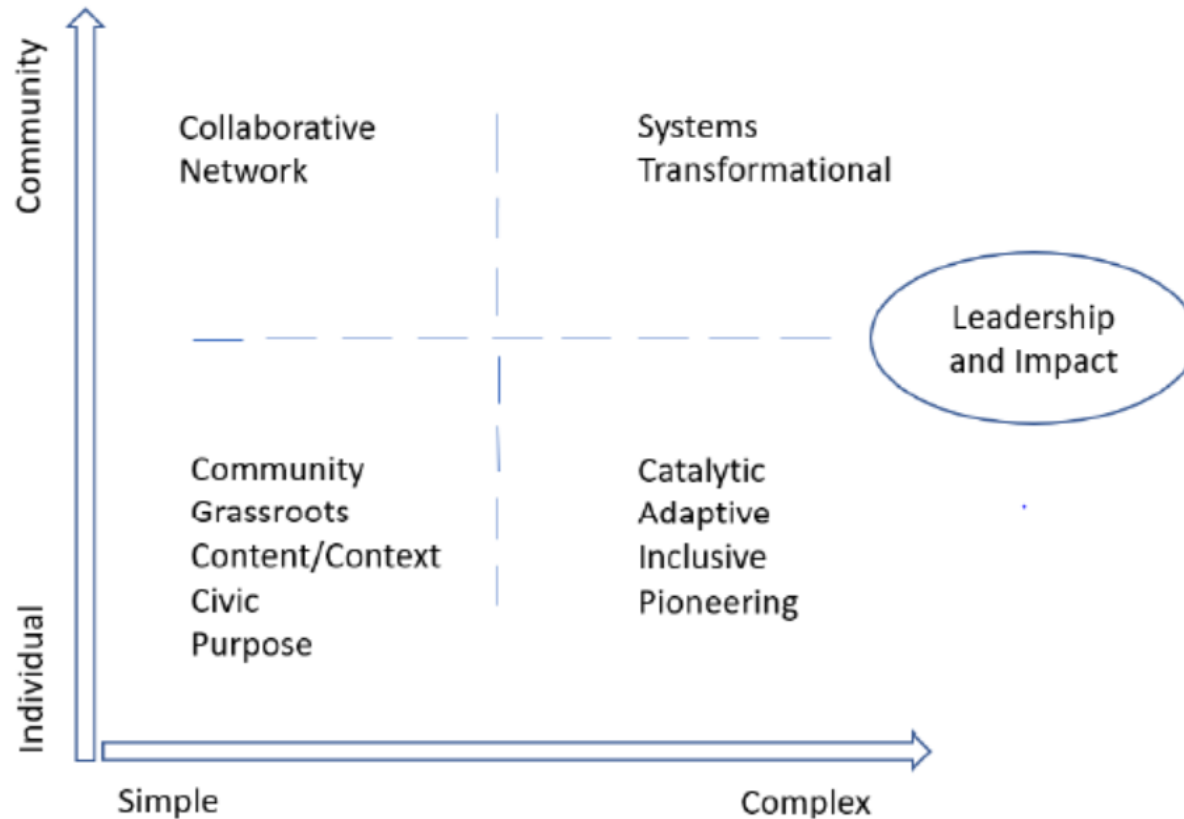 Community
Collaborative
Network
Systems
Transformational
Leadership
and Impact
Community
Grassroots
Content/Context
Civic
Purpose
Catalytic
Adaptive
Inclusive
Pioneering
Individual
Simple
Complex